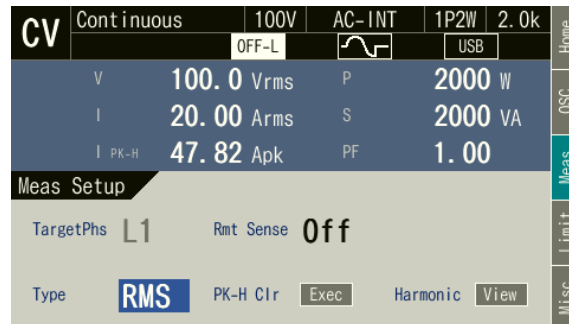 CV Continuous 100V AC-INT 1P2W 2.0k
OFF-L USB
V 100.0 Vrms P 2000 W
I 20.00 Arms S 2000 VA
I PK-H 47.82 Apk PF 1.00
Meas Setup
TargetPhs L1 Rmt Sense Off
Type RMS PK-H Clr Exec Harmonic View
Home
OSC
Meas
Limit
Misc